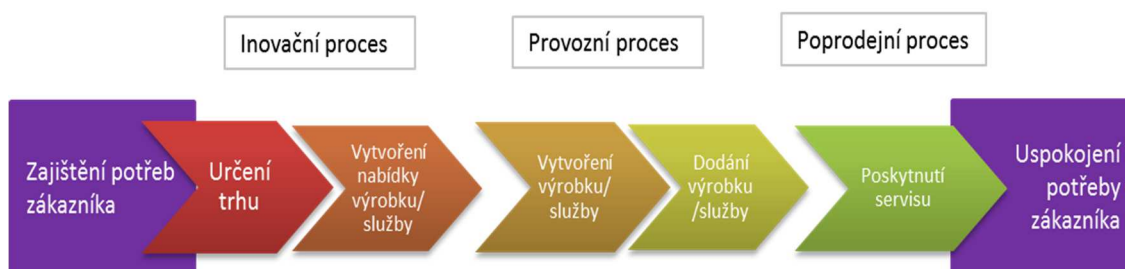 Inovační proces
Provozní proces
Poprodejní proces
Zajištění potřeb
zákazníka
Určení
trhu
Vytvoření
nabídky
výrobku/
služby
Vytvoření
výrobku/
služby
Dodání
výrobku
/služby
Poskytnutí
servisu
Uspokojení
potřeby
zákazníka